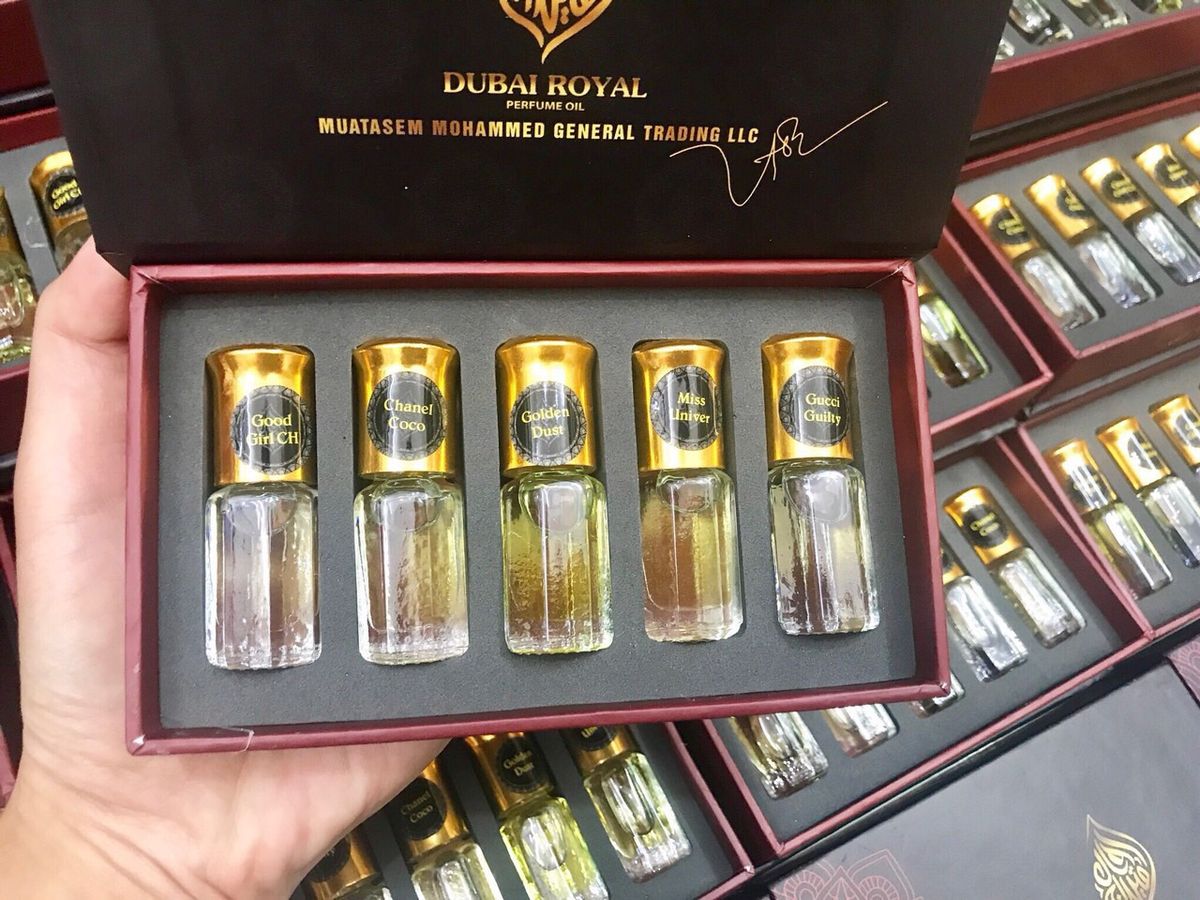 DUBAI ROYAL
PERFUME OIL
MUATASEM MOHAMMED GENERAL TRADING LLC
Good
Girl CH
Chanel
Coco
Golden
Dust
Miss
Univer
Gucci
Guilty
Good
Chanel
Coco
Golden
Dust